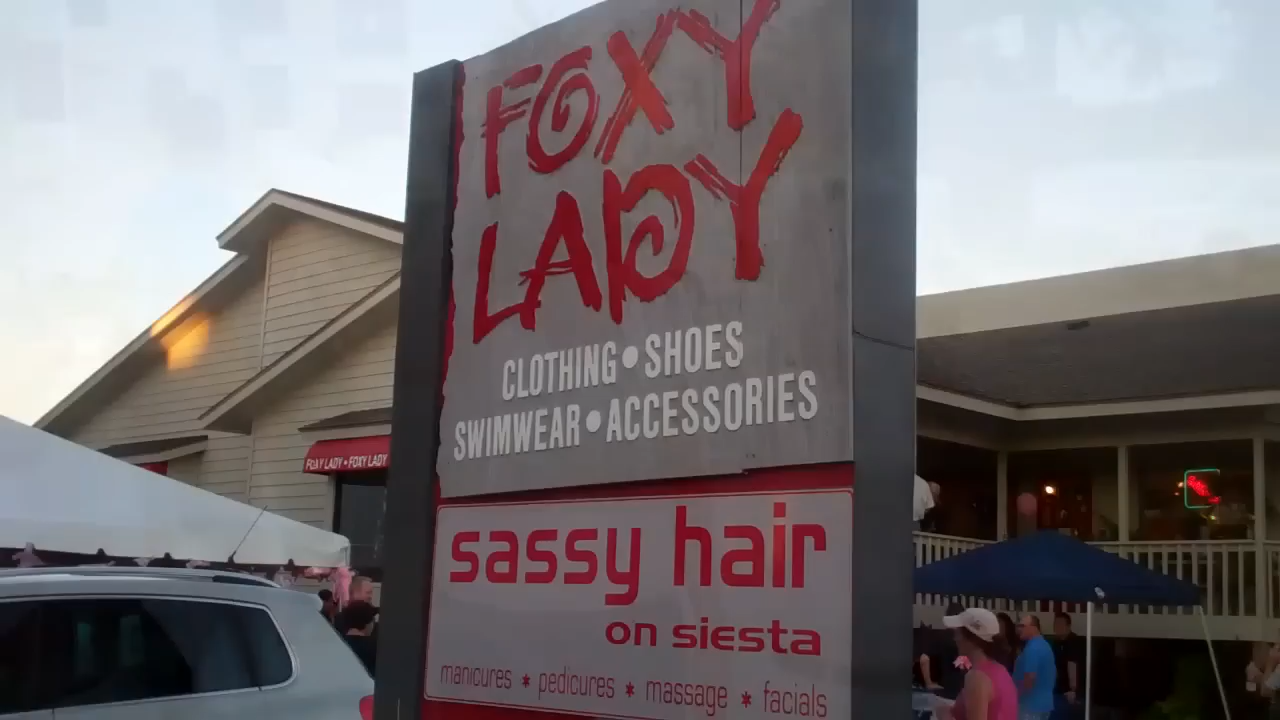 FOXY
LADY
CLOTHING • SHOES
SWIMWEAR • ACCESSORIES
FOXY LADY • FOXY LADY
sassy hair
on siesta
manicures * pedicures * massage * facials